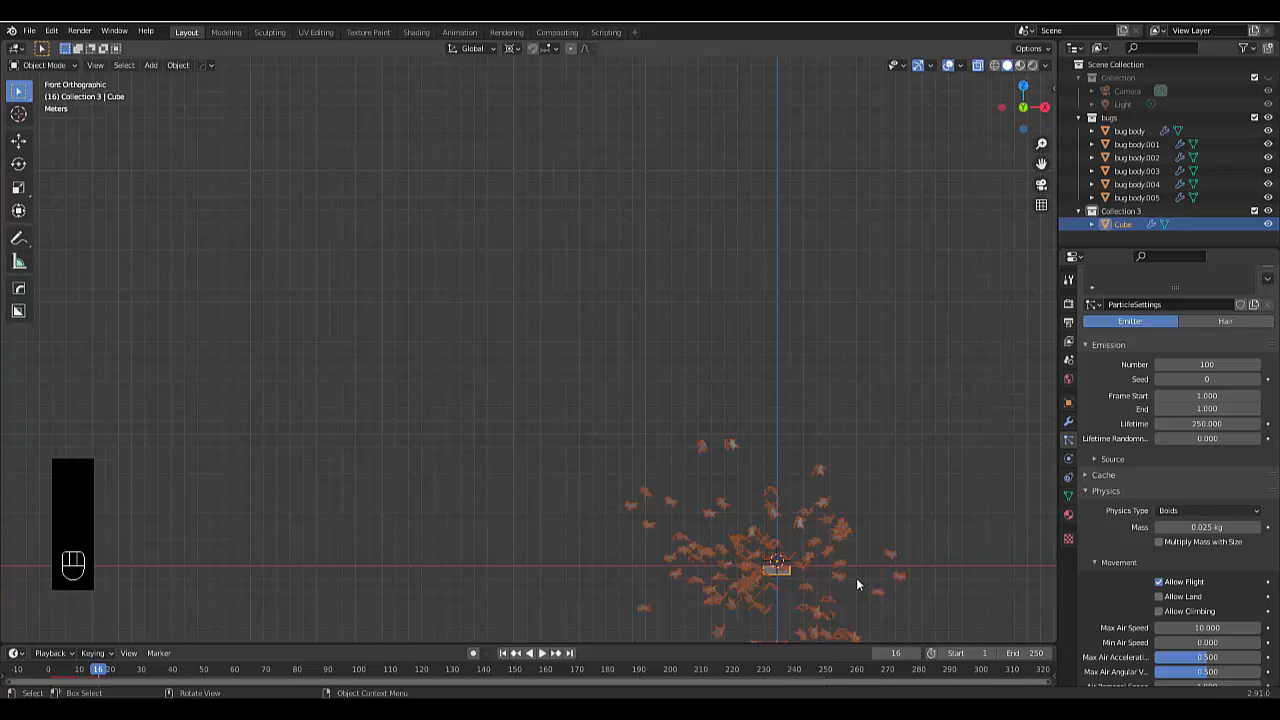 File Edit Render Window Help Layout Modeling Sculpting UV Editing Texture Paint Shading Animation Rendering Compositing Scripting + Scene View Layer
Global Options
Object Mode View Select Add Object
Front Orthographic
(16) Collection 3 | Cube
Meters
Z
Y
X
Scene Collection
Collection
Camera
Light
bugs
bug body
bug body.001
bug body.002
bug body.003
bug body.004
bug body.005
Collection 3
Cube
ParticleSettings
Emitter Hair
Emission
Number 100
Seed 0
Frame Start 1.000
End 1.000
Lifetime 250.000
Lifetime Randomn.. 0.000
Source
Cache
Physics
Physics Type Boids
Mass 0.025 kg
Multiply Mass with Size
Movement
Allow Flight
Allow Land
Allow Climbing
Max Air Speed 10.000
Min Air Speed 0.000
Max Air Accelerati.. 0.500
Max Air Angular V.. 0.500
Playback Keying View Marker 16 Start 1 End 250
0 10 16 20 30 40 50 60 70 80 90 100 110 120 130 140 150 160 170 180 190 200 210 220 230 240 250 260 270 280 290 300 310 320
Select Box Select Rotate View Object Context Menu 2.91.0